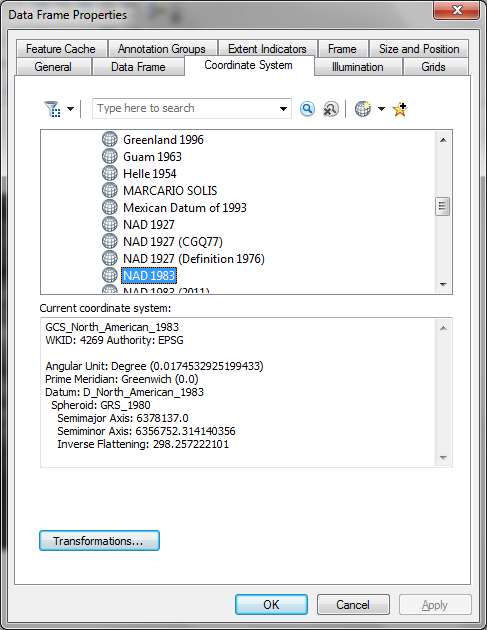 Data Frame Properties
Feature Cache Annotation Groups Extent Indicators Frame Size and Position
General Data Frame Coordinate System Illumination Grids
Type here to search
Greenland 1996
Guam 1963
Helle 1954
MARCARIO SOLIS
Mexican Datum of 1993
NAD 1927
NAD 1927 (CGQ77)
NAD 1927 (Definition 1976)
NAD 1983
NAD 1983 (2011)
Current coordinate system:
GCS_North_American_1983
WKID: 4269 Authority: EPSG
Angular Unit: Degree (0.0174532925199433)
Prime Meridian: Greenwich (0.0)
Datum: D_North_American_1983
Spheroid: GRS_1980
Semimajor Axis: 6378137.0
Semiminor Axis: 6356752.314140356
Inverse Flattening: 298.257222101
Transformations...
OK Cancel Apply